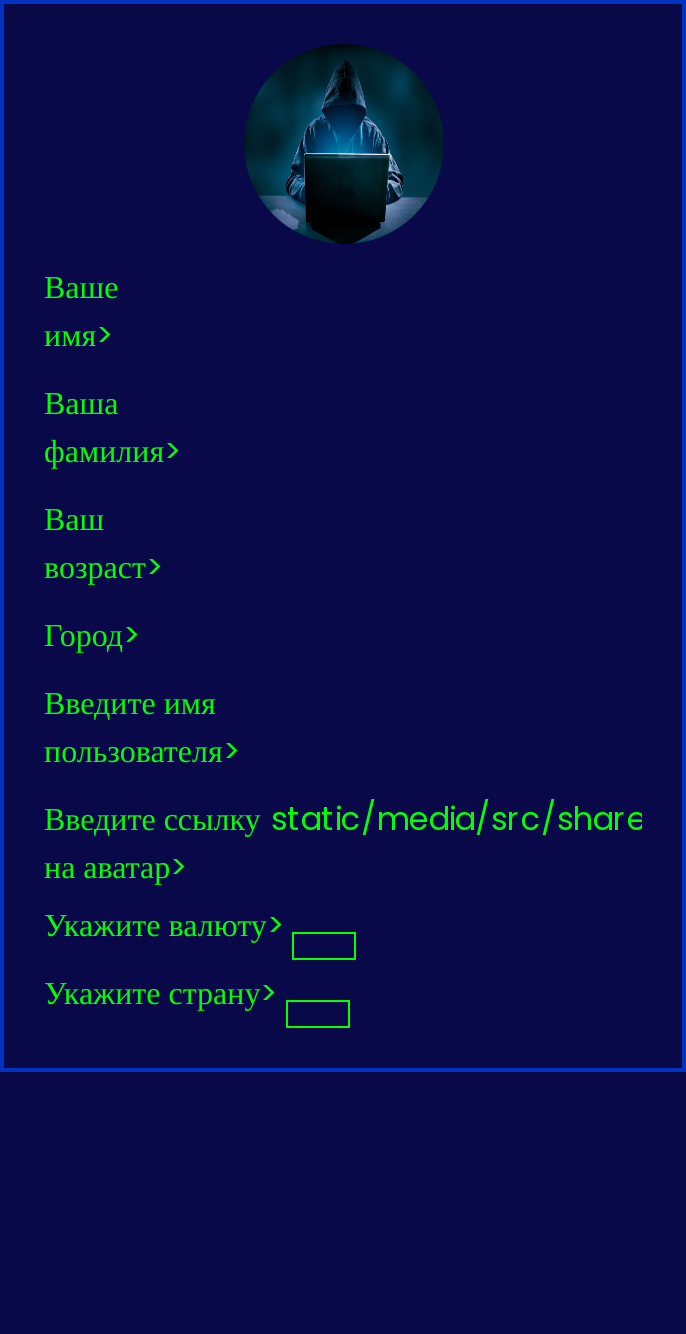 Ваше
имя>
Ваша
фамилия>
Ваш
возраст>
Город>
Введите имя
пользователя>
Введите ссылку static/media/src/share
на аватар>
Укажите валюту>
Укажите страну>